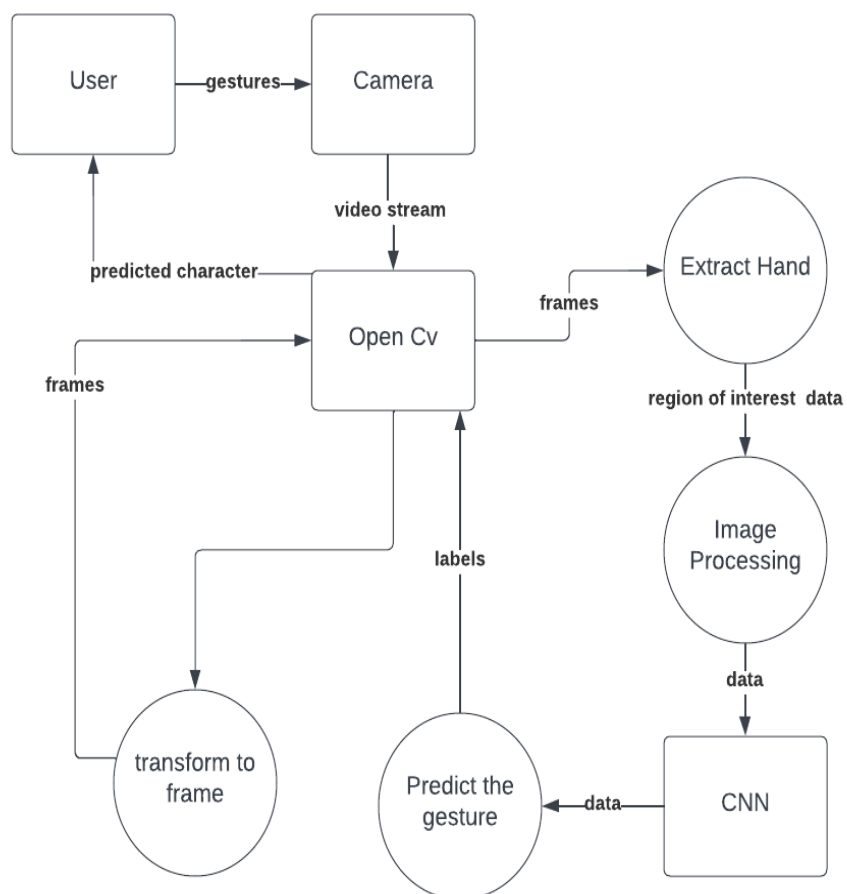 User
gestures
Camera
video stream
predicted character
Open Cv
frames
Extract Hand
frames
region of interest data
Image
Processing
labels
data
transform to
frame
Predict the
gesture
data
CNN